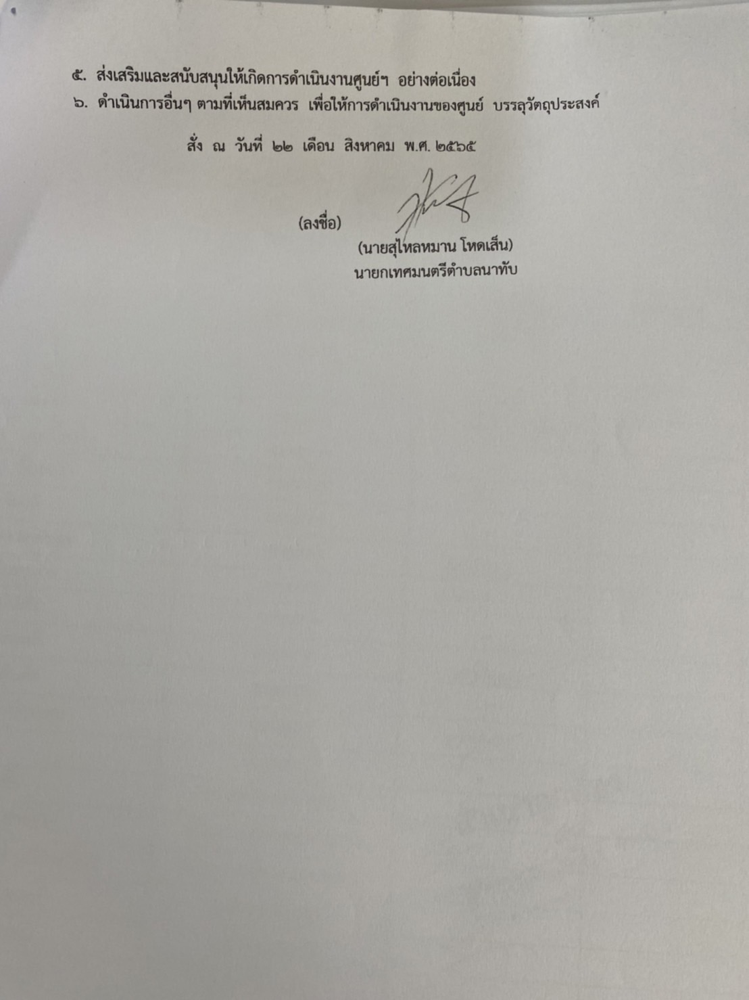 ๕. ส่งเสริมและสนับสนุนให้เกิดการดำเนินงานศูนย์ฯ อย่างต่อเนื่อง
๖. ดำเนินการอื่นๆ ตามที่เห็นสมควร เพื่อให้การดำเนินงานของศูนย์ บรรลุวัตถุประสงค์
สั่ง ณ วันที่ ๒๒ เดือน สิงหาคม พ.ศ. ๒๕๖๕
(ลงชื่อ)
(นายสุไหลหมาน โหดเส็น)
นายกเทศมนตรีตำบลนาทับ